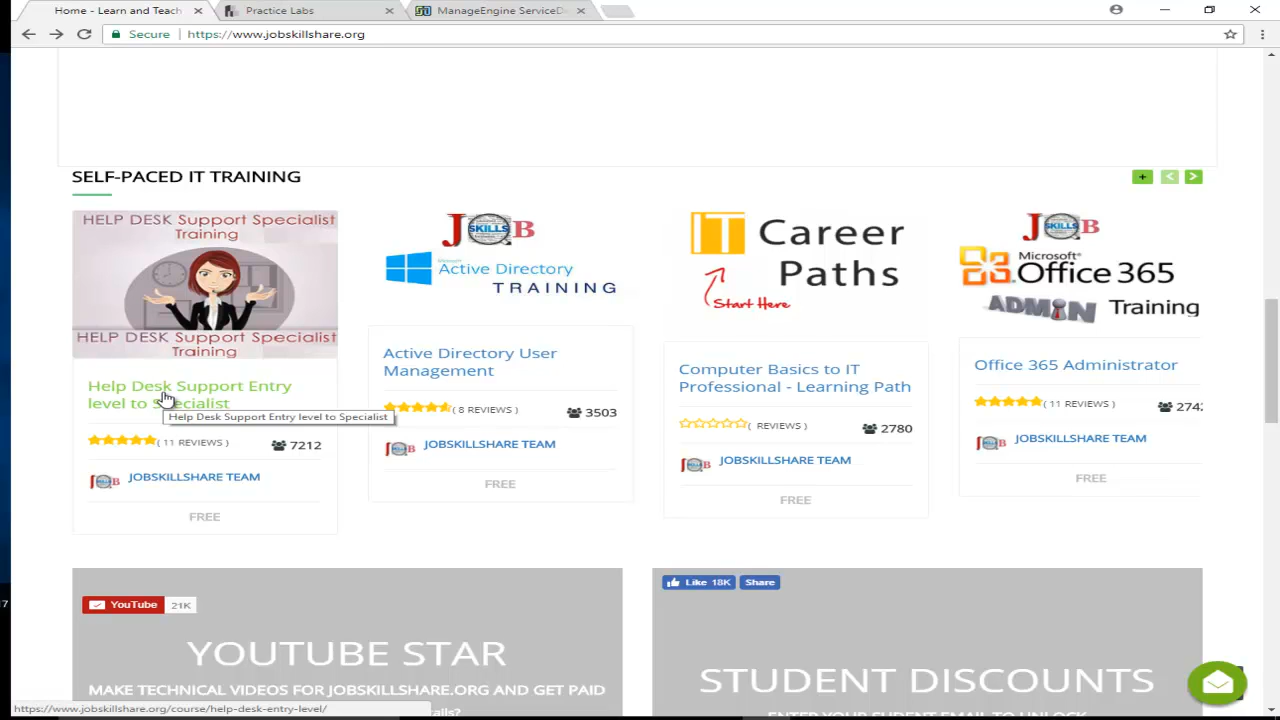 Home - Learn and Teach
Practice Labs
ManageEngine ServiceDe
Secure
https://www.jobskillshare.org
SELF-PACED IT TRAINING
+ < >
HELP DESK Support Specialist
Training
HELP DESK Support Specialist
Training
Help Desk Support Entry
level to Specialist
Help Desk Support Entry level to Specialist
( 11 REVIEWS )
7212
JOBSKILLSHARE TEAM
FREE
JOB
SKILLS
Microsoft
Active Directory
TRAINING
Active Directory User
Management
( 8 REVIEWS )
3503
JOBSKILLSHARE TEAM
FREE
IT Career
Paths
Start Here
Computer Basics to IT
Professional - Learning Path
( REVIEWS )
2780
JOBSKILLSHARE TEAM
FREE
JOB
SKILLS
Microsoft®
Office 365
ADMIN Training
Office 365 Administrator
( 11 REVIEWS )
2742
JOBSKILLSHARE TEAM
FREE
YouTube 21K
YOUTUBE STAR
MAKE TECHNICAL VIDEOS FOR JOBSKILLSHARE.ORG AND GET PAID
Like 18K Share
STUDENT DISCOUNTS
ENTER YOUR SUDENT EMAIL TO UNLOCK
https://www.jobskillshare.org/course/help-desk-entry-level/